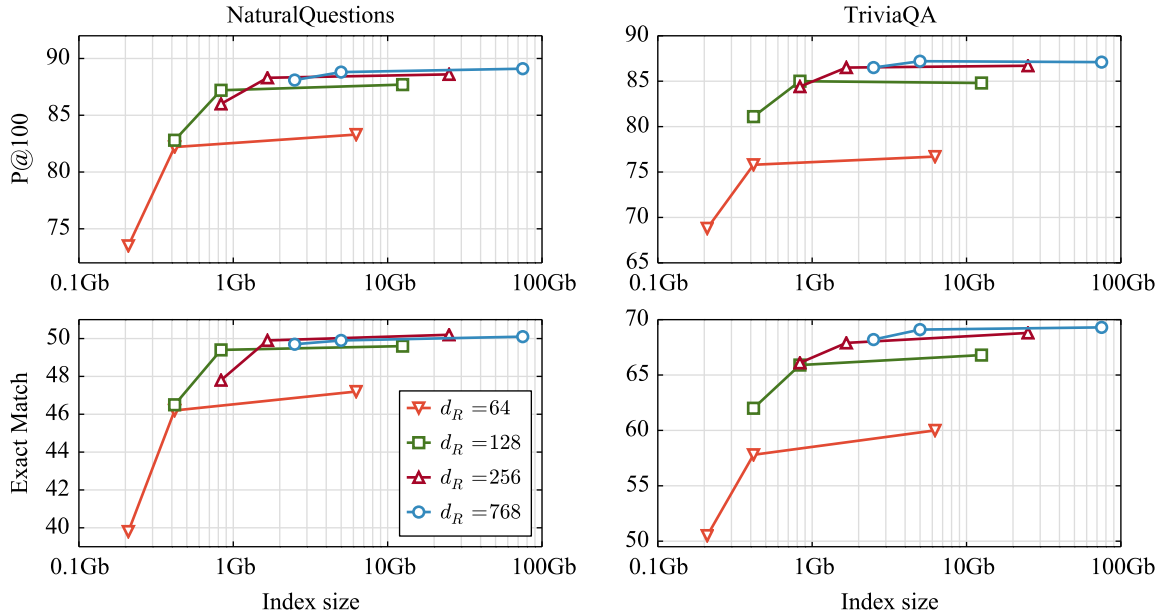 NaturalQuestions
P@100
90
85
80
75
0.1Gb 1Gb 10Gb 100Gb
TriviaQA
90
85
80
75
70
65
0.1Gb 1Gb 10Gb 100Gb
Exact Match
50
48
46
44
42
40
d_R = 64
d_R = 128
d_R = 256
d_R = 768
0.1Gb 1Gb 10Gb 100Gb
Index size
70
65
60
55
50
0.1Gb 1Gb 10Gb 100Gb
Index size